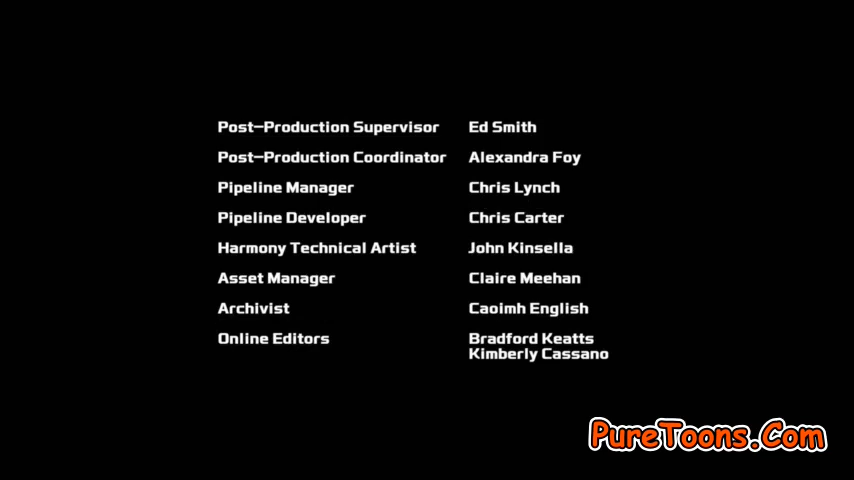 Post-Production Supervisor Ed Smith
Post-Production Coordinator Alexandra Foy
Pipeline Manager Chris Lynch
Pipeline Developer Chris Carter
Harmony Technical Artist John Kinsella
Asset Manager Claire Meehan
Archivist Caoimh English
Online Editors Bradford Keatts
Kimberly Cassano
PureToons.Com